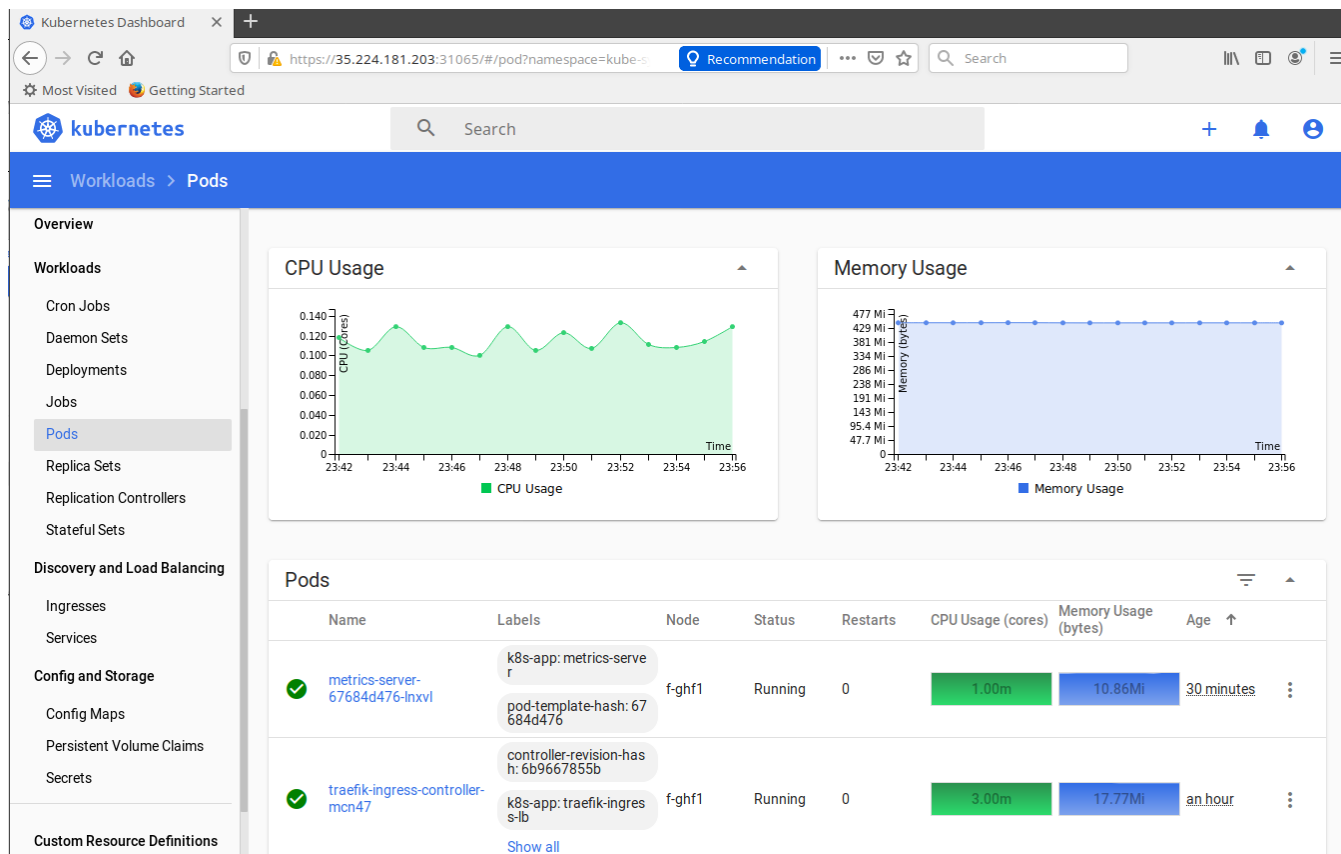 Kubernetes Dashboard
https://35.224.181.203:31065/#/pod?namespace=kube-s
Recommendation
Search
Most Visited
Getting Started
kubernetes
Search
Workloads > Pods
Overview
Workloads
Cron Jobs
Daemon Sets
Deployments
Jobs
Pods
Replica Sets
Replication Controllers
Stateful Sets
Discovery and Load Balancing
Ingresses
Services
Config and Storage
Config Maps
Persistent Volume Claims
Secrets
Custom Resource Definitions
CPU Usage
0.140
0.120
0.100
0.080
0.060
0.040
0.020
0
CPU (cores)
Time
23:42 23:44 23:46 23:48 23:50 23:52 23:54 23:56
CPU Usage
Memory Usage
477 Mi
429 Mi
381 Mi
334 Mi
286 Mi
238 Mi
191 Mi
143 Mi
95.4 Mi
47.7 Mi
0
Memory (bytes)
Time
23:42 23:44 23:46 23:48 23:50 23:52 23:54 23:56
Memory Usage
Pods
Name Labels Node Status Restarts CPU Usage (cores) Memory Usage
(bytes) Age
metrics-server-
67684d476-lnxvl
k8s-app: metrics-serve
r
pod-template-hash: 67
684d476
f-ghf1 Running 0 1.00m 10.86Mi 30 minutes
traefik-ingress-controller-
mcn47
controller-revision-has
h: 6b9667855b
k8s-app: traefik-ingres
s-lb
Show all
f-ghf1 Running 0 3.00m 17.77Mi an hour